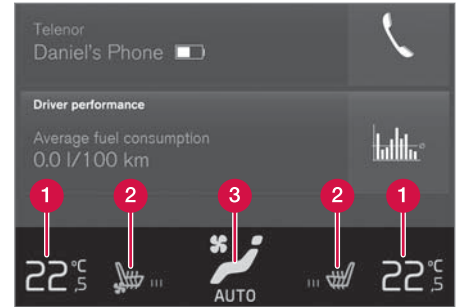 Telenor
Daniel's Phone
Driver performance
Average fuel consumption
0.0 l/100 km
1 2 3 2 1
22,5 °C 22,5 °C
AUTO